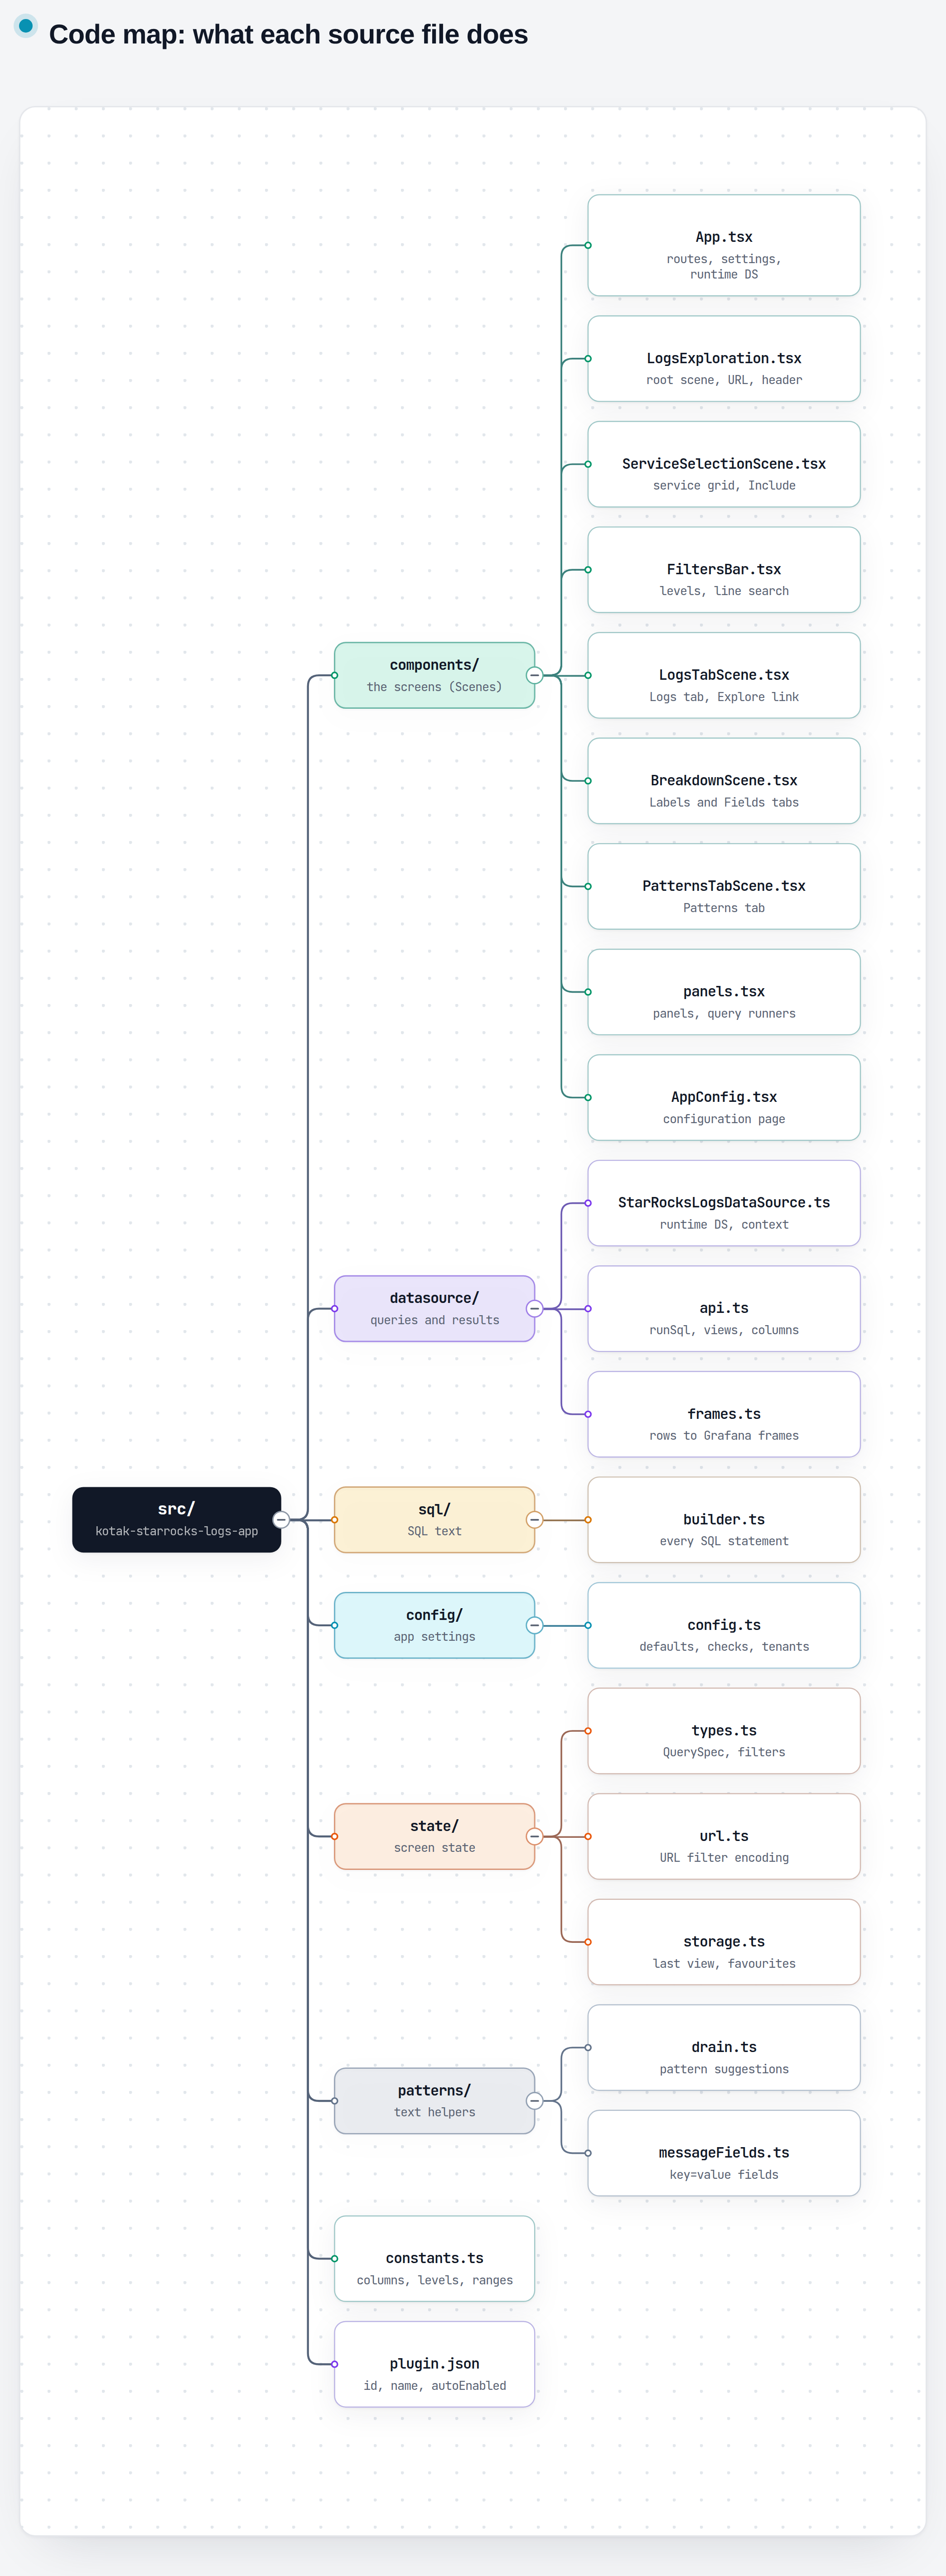 Code map: what each source file does
App.tsx
routes, settings,
runtime DS
LogsExploration.tsx
root scene, URL, header
ServiceSelectionScene.tsx
service grid, Include
FiltersBar.tsx
levels, line search
components/
the screens (Scenes)
LogsTabScene.tsx
Logs tab, Explore link
BreakdownScene.tsx
Labels and Fields tabs
PatternsTabScene.tsx
Patterns tab
panels.tsx
panels, query runners
AppConfig.tsx
configuration page
StarRocksLogsDataSource.ts
runtime DS, context
datasource/
queries and results
api.ts
runSql, views, columns
frames.ts
rows to Grafana frames
src/
kotak-starrocks-logs-app
sql/
SQL text
builder.ts
every SQL statement
config/
app settings
config.ts
defaults, checks, tenants
types.ts
QuerySpec, filters
state/
screen state
url.ts
URL filter encoding
storage.ts
last view, favourites
drain.ts
pattern suggestions
patterns/
text helpers
messageFields.ts
key=value fields
constants.ts
columns, levels, ranges
plugin.json
id, name, autoEnabled